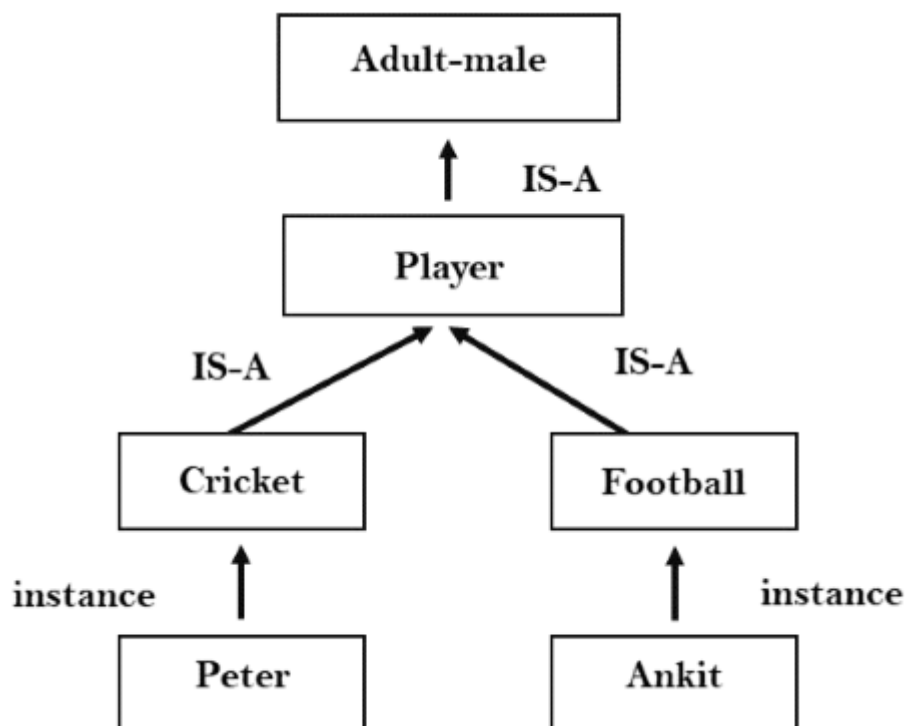 Adult-male
IS-A
Player
IS-A
IS-A
Cricket
Football
instance
instance
Peter
Ankit